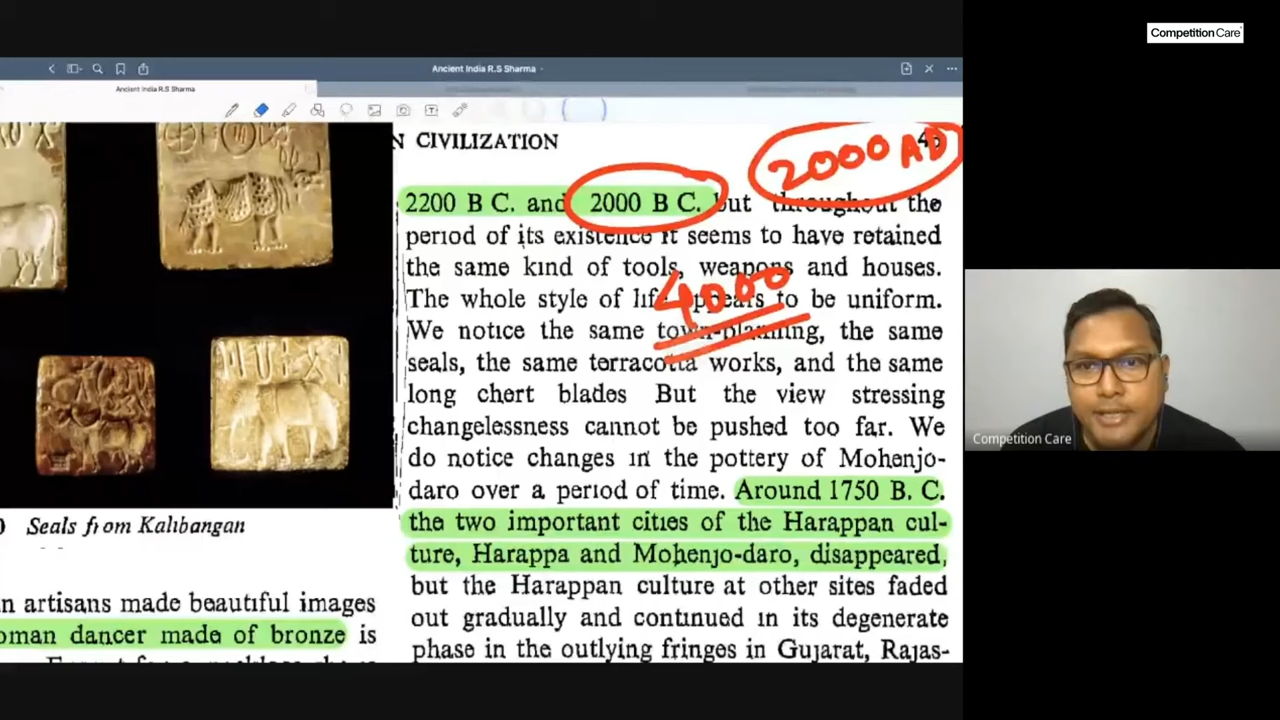 CompetitionCare
Ancient India R.S Sharma
Ancient India R.S Sharma
N CIVILIZATION
2000 AD
2200 B C. and 2000 B C. but throughout the
period of its existence it seems to have retained
the same kind of tools, weapons and houses.
The whole style of life appears to be uniform.
4000
We notice the same town-planning, the same
seals, the same terracotta works, and the same
long chert blades But the view stressing
changelessness cannot be pushed too far. We
do notice changes in the pottery of Mohenjo-
daro over a period of time. Around 1750 B. C.
the two important cities of the Harappan cul-
ture, Harappa and Mohenjo-daro, disappeared,
but the Harappan culture at other sites faded
out gradually and continued in its degenerate
phase in the outlying fringes in Gujarat, Rajas-
Seals from Kalibangan
n artisans made beautiful images
oman dancer made of bronze is
Competition Care